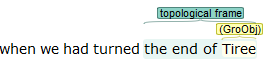 topological frame
(GroObj)
when we had turned the end of Tiree